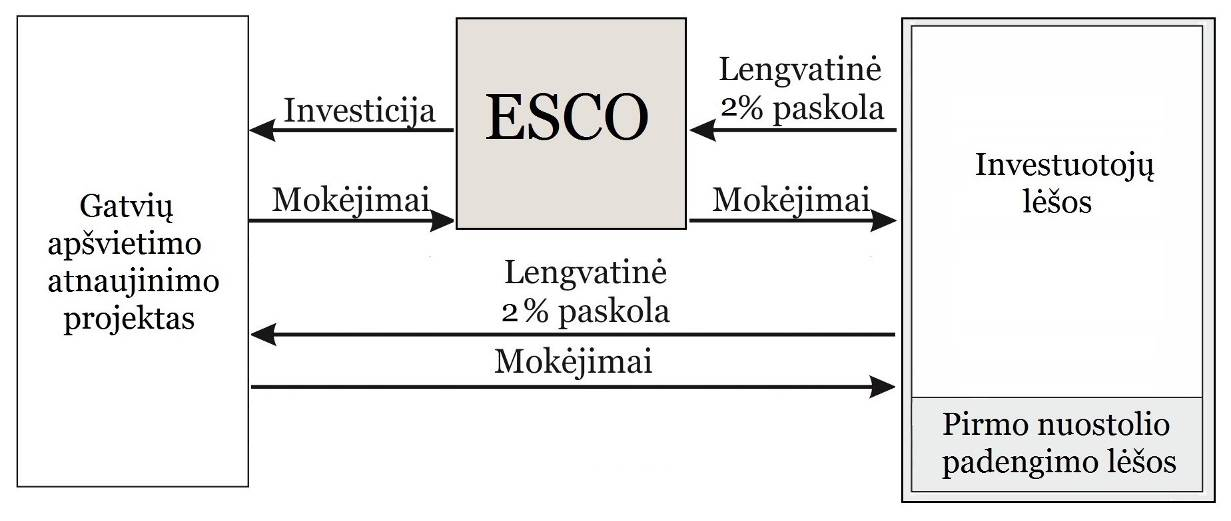 Gatvių
apšvietimo
atnaujinimo
projektas
Investicija
Mokėjimai
ESCO
Lengvatinė
2% paskola
Mokėjimai
Lengvatinė
2% paskola
Mokėjimai
Investuotojų
lėšos
Pirmo nuostolio
padengimo lėšos